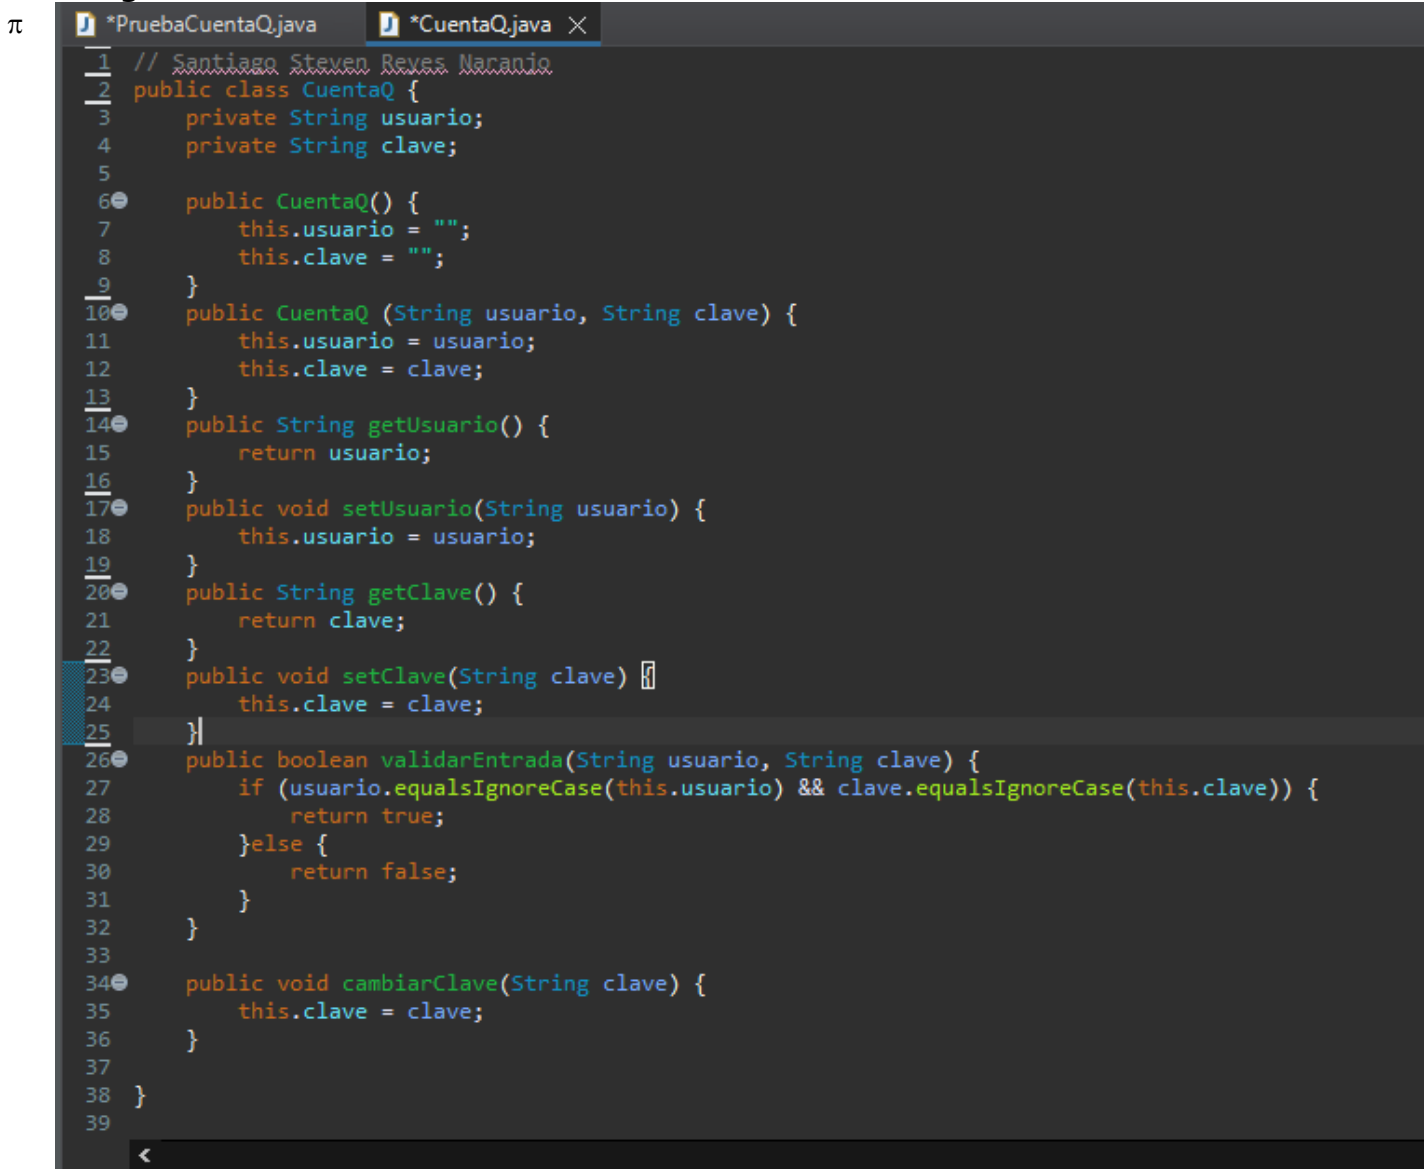 π
*PruebaCuentaQ.java *CuentaQ.java
1 // Santiago Steven Reyes Naranjo
2 public class CuentaQ {
3 private String usuario;
4 private String clave;
5
6 public CuentaQ() {
7 this.usuario = "";
8 this.clave = "";
9 }
10 public CuentaQ (String usuario, String clave) {
11 this.usuario = usuario;
12 this.clave = clave;
13 }
14 public String getUsuario() {
15 return usuario;
16 }
17 public void setUsuario(String usuario) {
18 this.usuario = usuario;
19 }
20 public String getClave() {
21 return clave;
22 }
23 public void setClave(String clave) {
24 this.clave = clave;
25 }
26 public boolean validarEntrada(String usuario, String clave) {
27 if (usuario.equalsIgnoreCase(this.usuario) && clave.equalsIgnoreCase(this.clave)) {
28 return true;
29 }else {
30 return false;
31 }
32 }
33
34 public void cambiarClave(String clave) {
35 this.clave = clave;
36 }
37
38 }
39